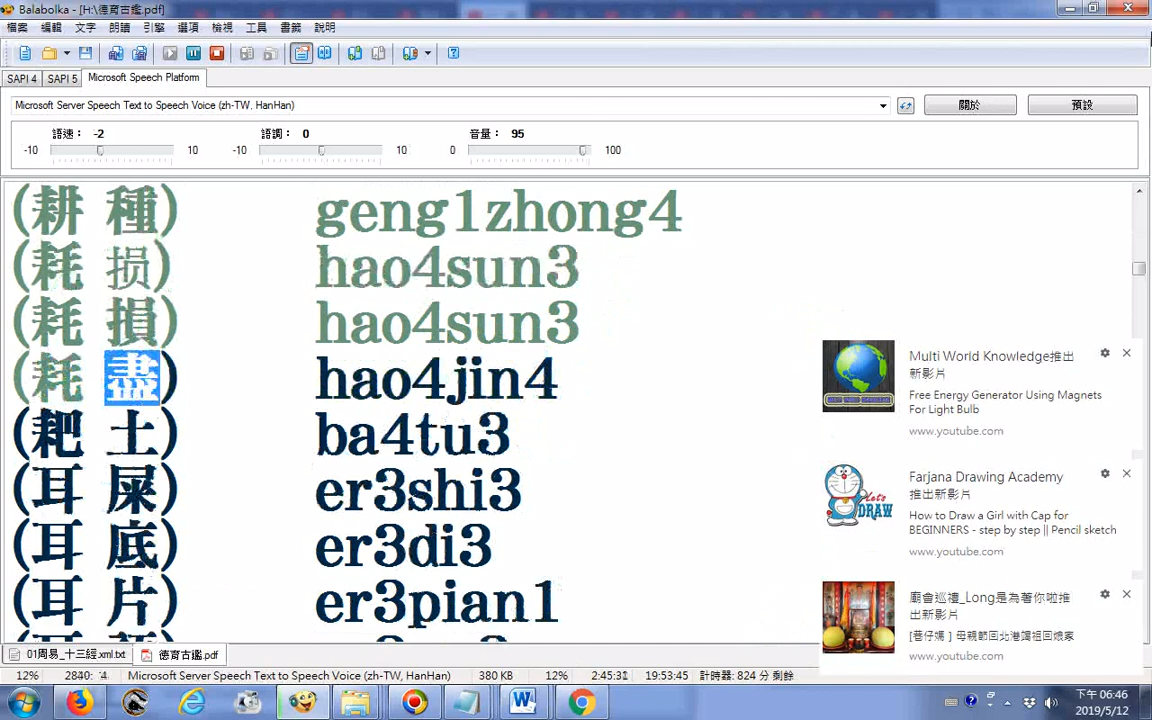 Balabolka - [H:\德育古鑑.pdf]
檔案 編輯 文字 朗讀 引擎 選項 檢視 工具 書籤 說明
SAPI 4 SAPI 5 Microsoft Speech Platform
Microsoft Server Speech Text to Speech Voice (zh-TW, HanHan) 關於 預設
語速： -2 語調： 0 音量： 95
-10 10 -10 10 0 100
(耕 種) geng1zhong4
(耗 损) hao4sun3
(耗 損) hao4sun3
(耗 盡) hao4jin4
(耙 土) ba4tu3
(耳 屎) er3shi3
(耳 底) er3di3
(耳 片) er3pian1
Multi World Knowledge推出
新影片
Free Energy Generator Using Magnets
For Light Bulb
www.youtube.com
Farjana Drawing Academy
推出新影片
How to Draw a Girl with Cap for
BEGINNERS - step by step || Pencil sketch
www.youtube.com
廟會巡禮_Long是為著你啦推
出新影片
母親節回北港媽祖回娘家
www.youtube.com
01周易_十三經.xml.txt 德育古鑑.pdf
12% Microsoft Server Speech Text to Speech Voice (zh-TW, HanHan) 380 KB 12% 2:45:31 19:53:45 計時器: 824 分 剩餘
下午 06:46
2019/5/12